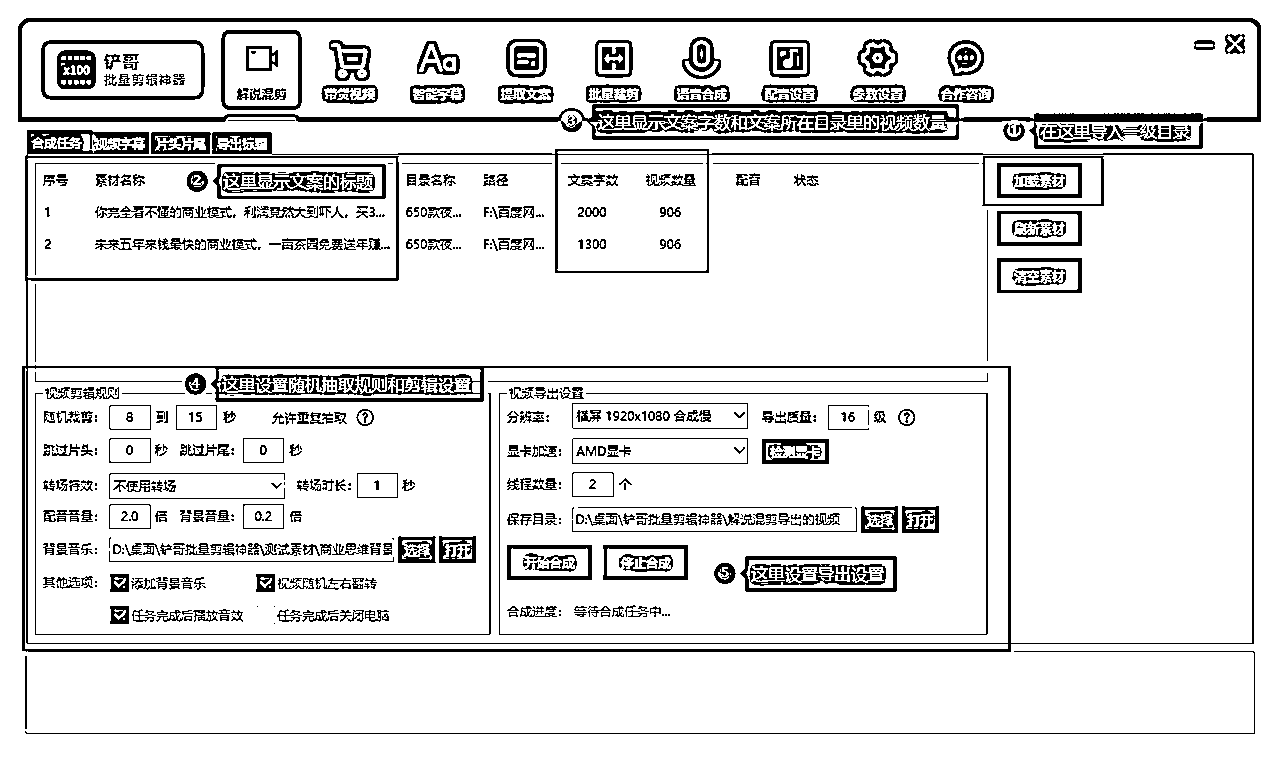 x100
铲哥
批量剪辑神器
解说混剪
带货视频
智能字幕
提取文案
批量裁剪
语音合成
配音设置
参数设置
合作咨询
③ 这里显示文案字数和文案所在目录里的视频数量
① 在这里导入二级目录
合成任务 视频字幕 片头片尾 导出标题
序号 素材名称 ② 这里显示文案的标题 目录名称 路径 文案字数 视频数量 配音 状态
加载素材
1 你完全看不懂的商业模式，利润竟然大到吓人，买3... 650款夜... F:\百度网... 2000 906
刷新素材
2 未来五年来钱最快的商业模式，一亩茶园免费送年赚... 650款夜... F:\百度网... 1300 906
清空素材
④ 这里设置随机抽取规则和剪辑设置
视频剪辑规则
随机裁剪： 8 到 15 秒 允许重复抽取 ?
跳过片头： 0 秒 跳过片尾： 0 秒
转场特效： 不使用转场 转场时长： 1 秒
配音音量： 2.0 倍 背景音量： 0.2 倍
背景音乐： D:\桌面\铲哥批量剪辑神器\测试素材\商业思维背景 选择 打开
其他选项： 添加背景音乐 视频随机左右翻转
任务完成后播放音效 任务完成后关闭电脑
视频导出设置
分辨率： 横屏 1920x1080 合成慢 导出质量： 16 级 ?
显卡加速： AMD显卡 检测显卡
线程数量： 2 个
保存目录： D:\桌面\铲哥批量剪辑神器\解说混剪导出的视频 选择 打开
开始合成 停止合成 ⑤ 这里设置导出设置
合成进度： 等待合成任务中...